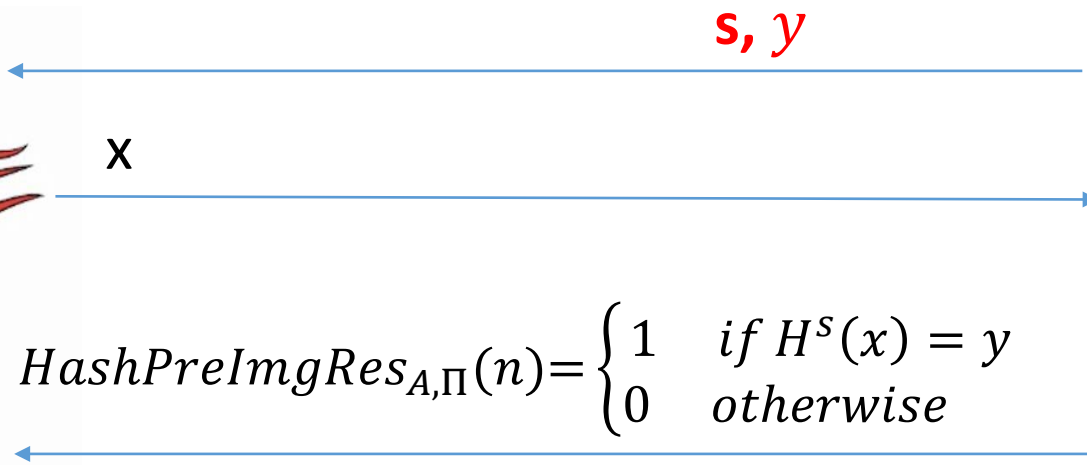 s, y
x
HashPreImgRes_{A,Π}(n)= { 1 if H^s(x) = y
0 otherwise